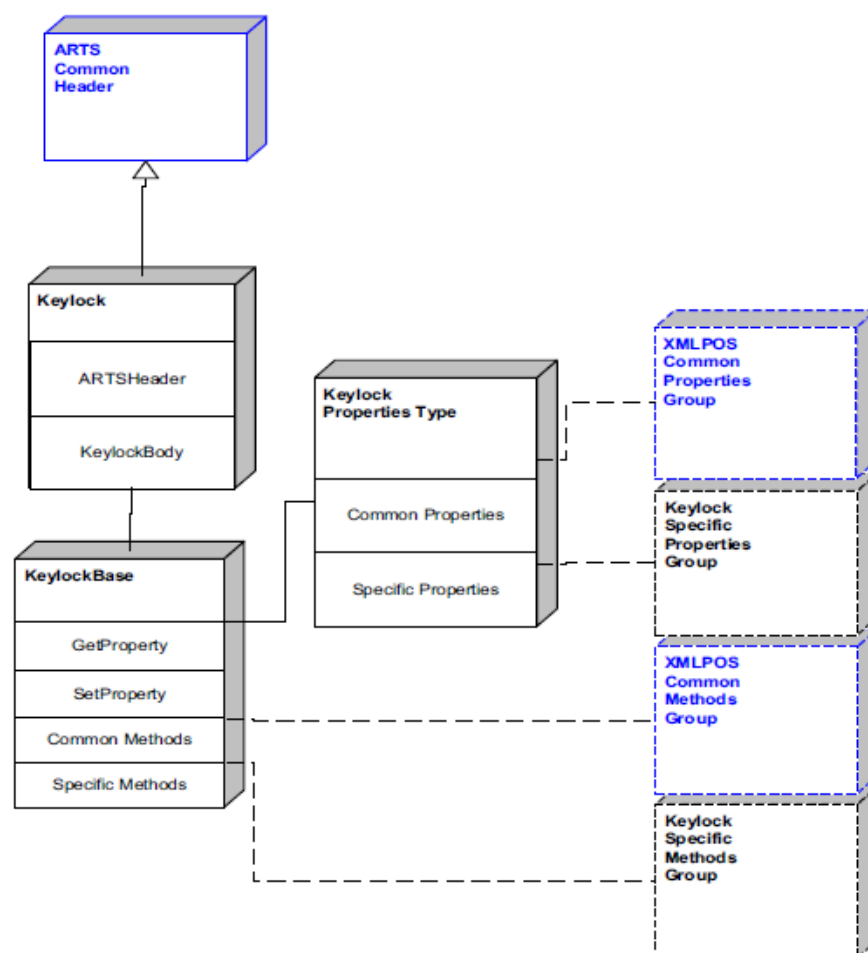 ARTS
Common
Header
Keylock
ARTSHeader
KeylockBody
KeylockBase
GetProperty
SetProperty
Common Methods
Specific Methods
Keylock
Properties Type
Common Properties
Specific Properties
XMLPOS
Common
Properties
Group
Keylock
Specific
Properties
Group
XMLPOS
Common
Methods
Group
Keylock
Specific
Methods
Group